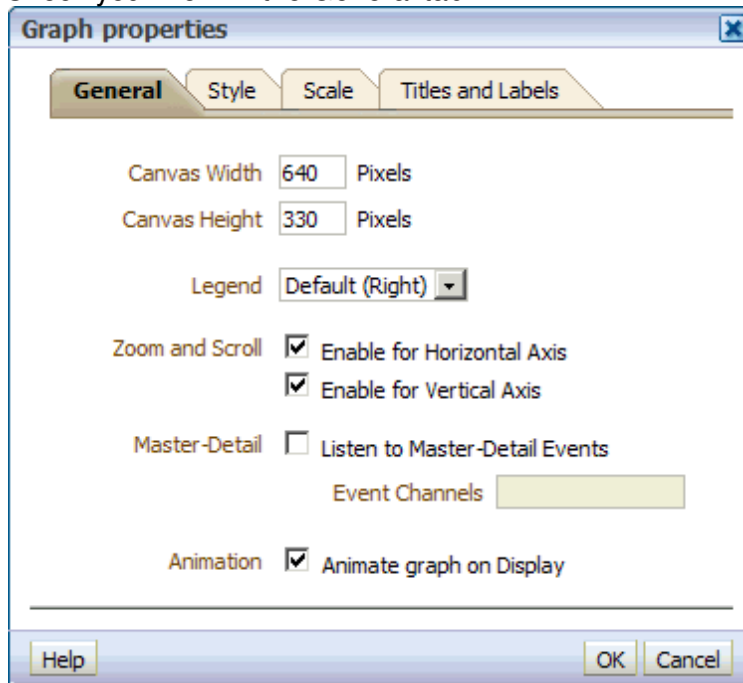 Graph properties
General Style Scale Titles and Labels
Canvas Width 640 Pixels
Canvas Height 330 Pixels
Legend Default (Right)
Zoom and Scroll Enable for Horizontal Axis
Enable for Vertical Axis
Master-Detail Listen to Master-Detail Events
Event Channels
Animation Animate graph on Display
Help OK Cancel